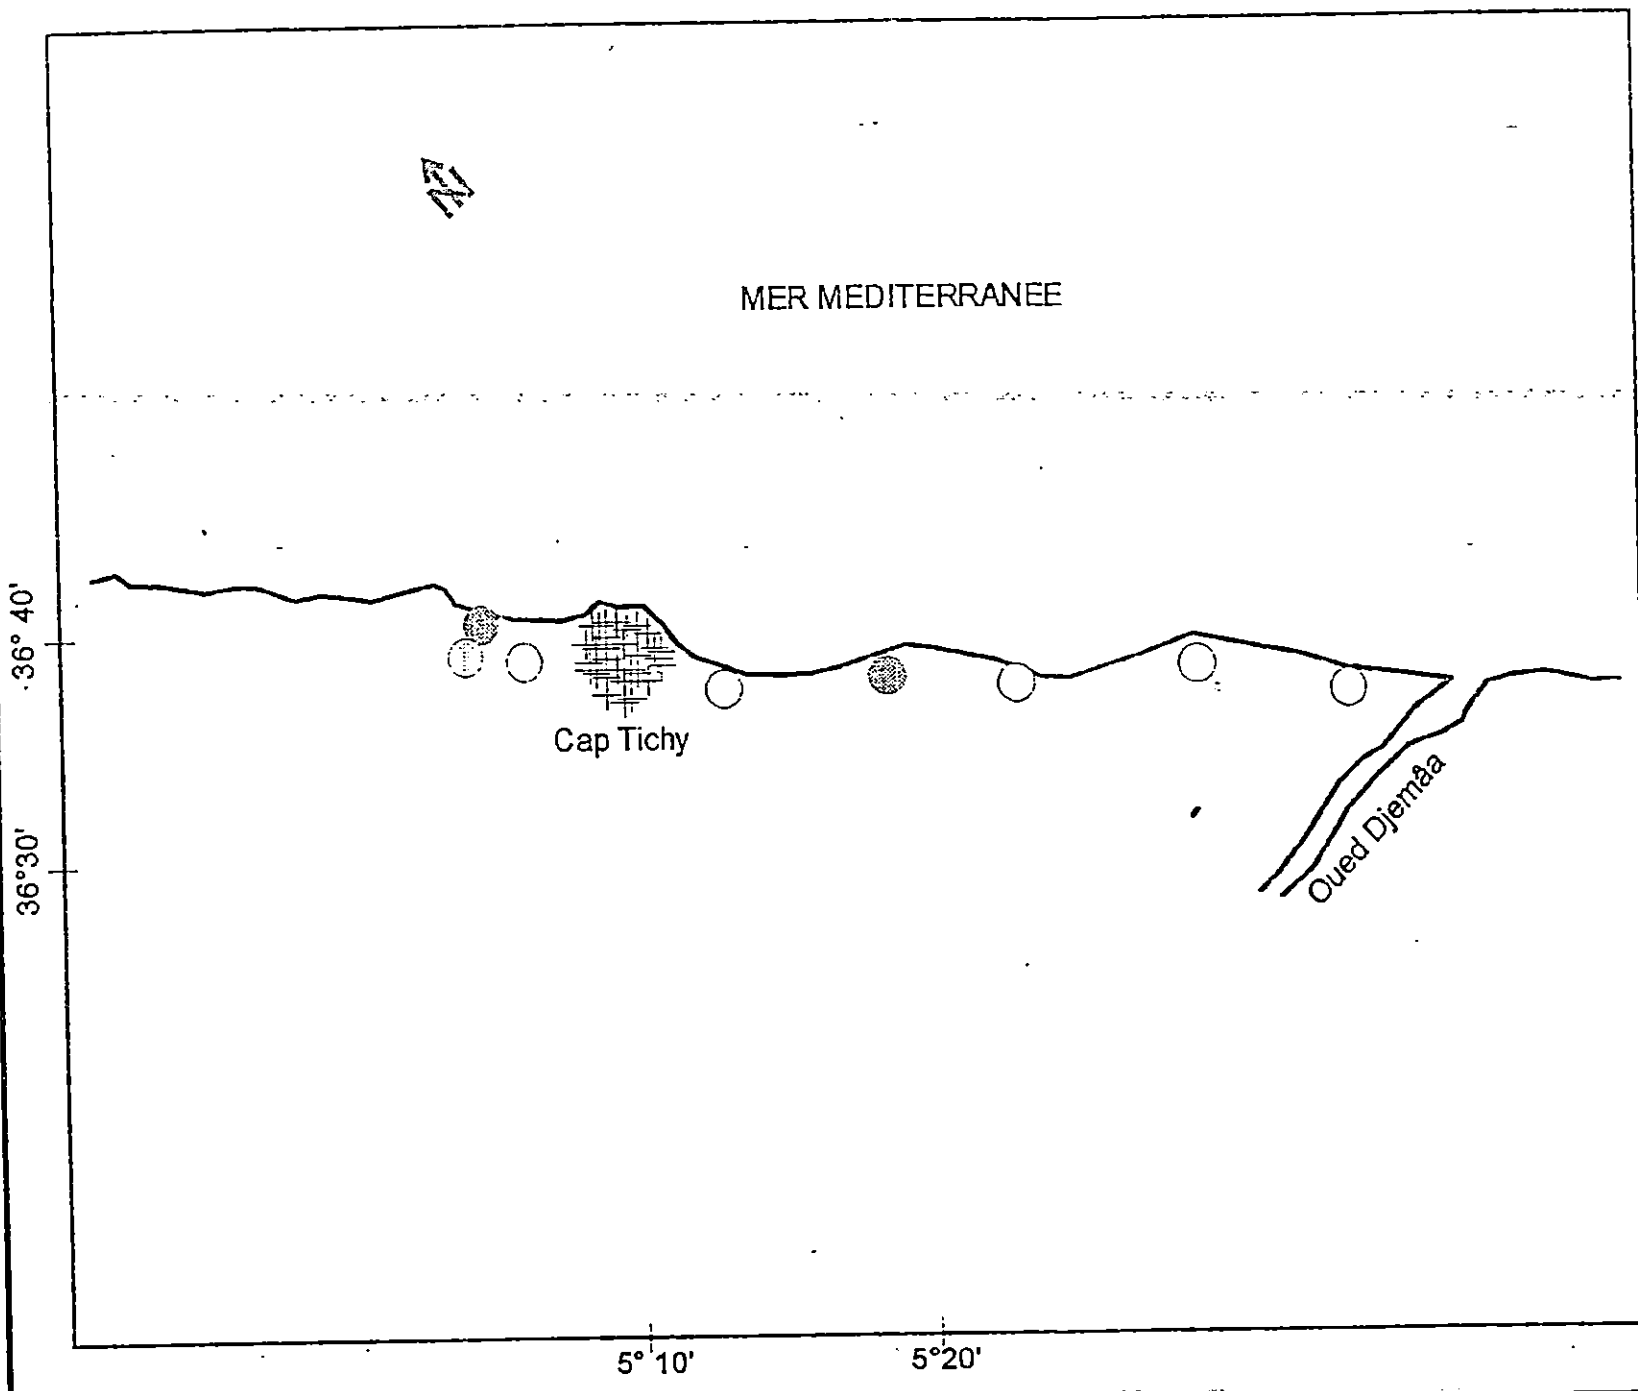 N
MER MEDITERRANEE
36° 40'
Cap Tichy
36°30'
Oued Djemâa
5° 10'
5°20'